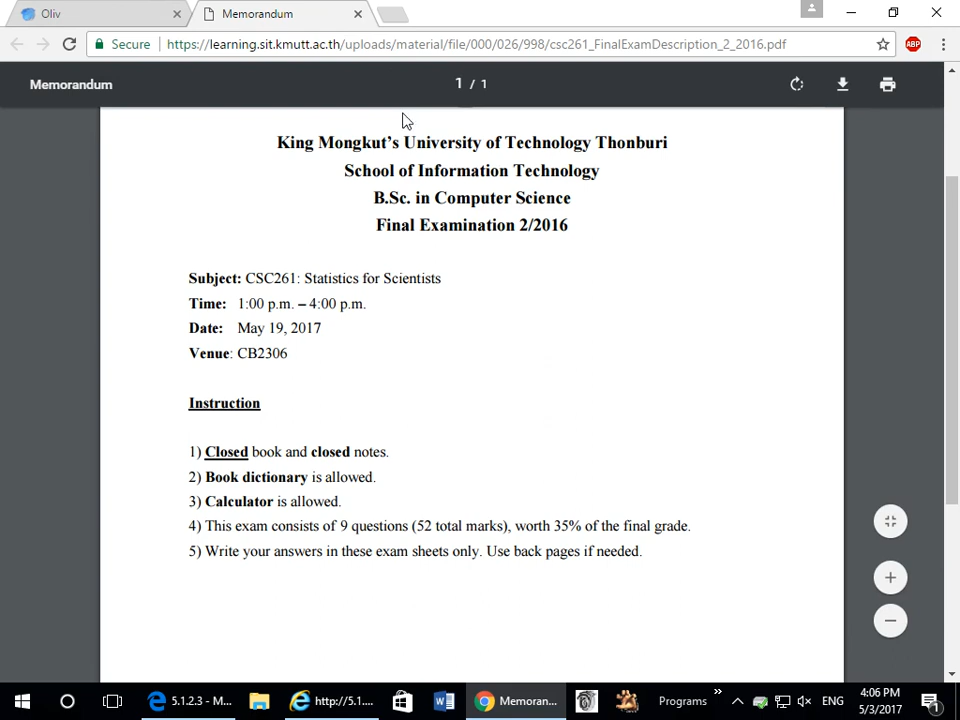 Oliv
Memorandum
Secure
https://learning.sit.kmutt.ac.th/uploads/material/file/000/026/998/csc261_FinalExamDescription_2_2016.pdf
ABP
Memorandum
1 / 1
King Mongkut's University of Technology Thonburi
School of Information Technology
B.Sc. in Computer Science
Final Examination 2/2016
Subject: CSC261: Statistics for Scientists
Time: 1:00 p.m. – 4:00 p.m.
Date: May 19, 2017
Venue: CB2306
Instruction
1) Closed book and closed notes.
2) Book dictionary is allowed.
3) Calculator is allowed.
4) This exam consists of 9 questions (52 total marks), worth 35% of the final grade.
5) Write your answers in these exam sheets only. Use back pages if needed.
5.1.2.3 - M...
http://5.1....
Memoran...
Programs
ENG
4:06 PM
5/3/2017
1